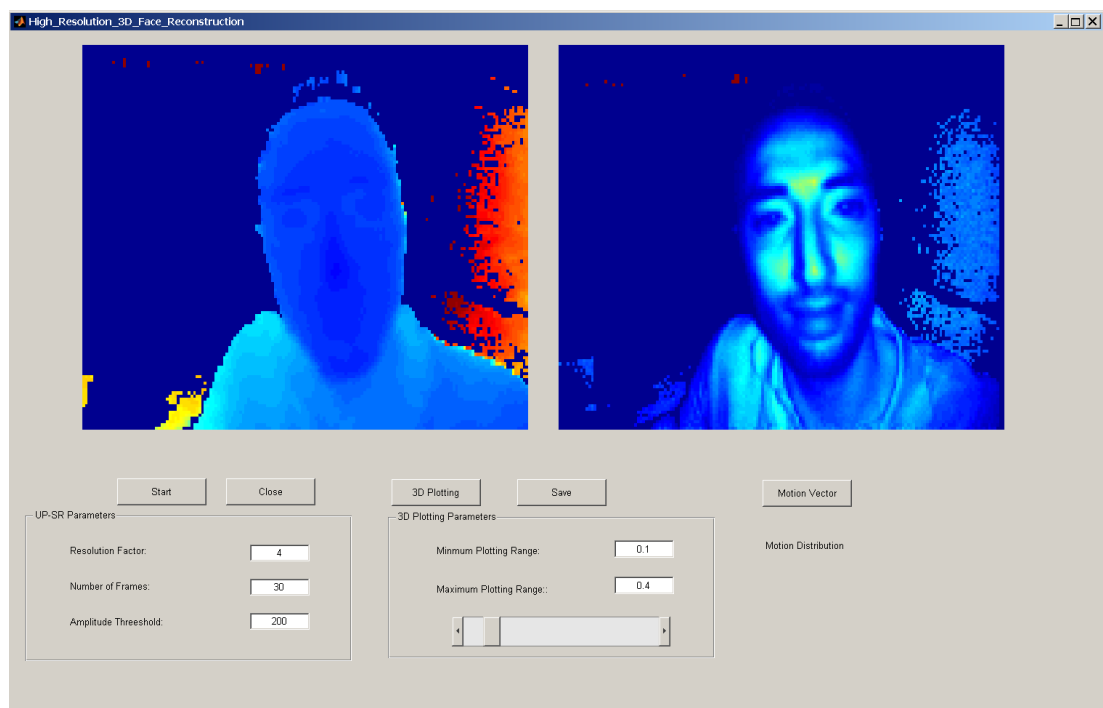 High_Resolution_3D_Face_Reconstruction
Start
Close
3D Plotting
Save
Motion Vector
UP-SR Parameters
Resolution Factor:
4
Number of Frames:
30
Amplitude Threeshold:
200
3D Plotting Parameters
Minmum Plotting Range:
0.1
Maximum Plotting Range::
0.4
Motion Distribution